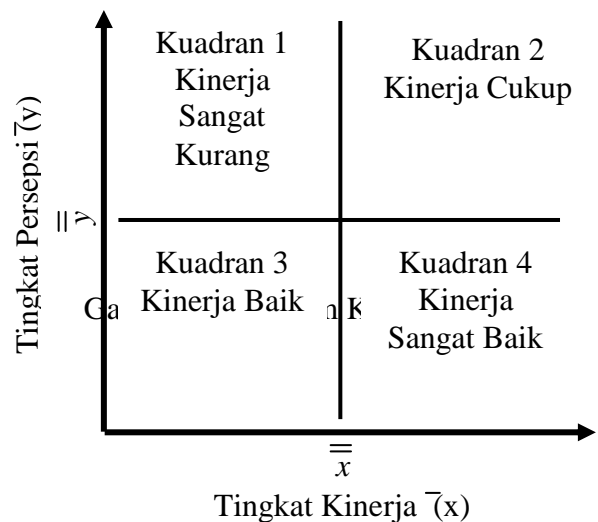 Kuadran 1
Kinerja
Sangat
Kurang
Kuadran 2
Kinerja Cukup
Tingkat Persepsi ‾(y)
y̿
Kuadran 3
Kinerja Baik
Kuadran 4
Kinerja
Sangat Baik
Ga
x̿
Tingkat Kinerja ‾(x)